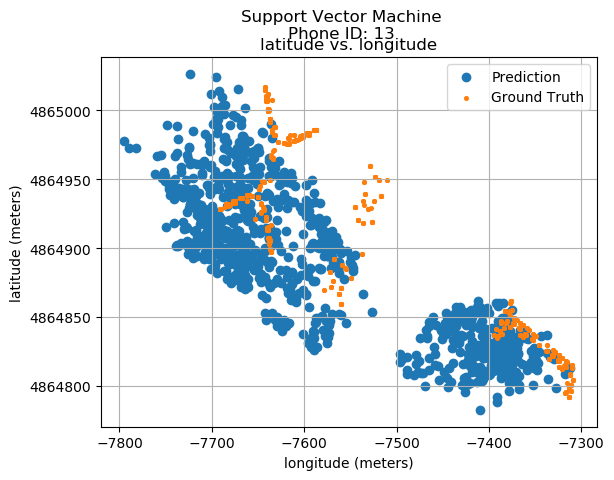 Support Vector Machine
Phone ID: 13
latitude vs. longitude
Prediction
Ground Truth
4865000
4864950
4864900
4864850
4864800
latitude (meters)
−7800 −7700 −7600 −7500 −7400 −7300
longitude (meters)